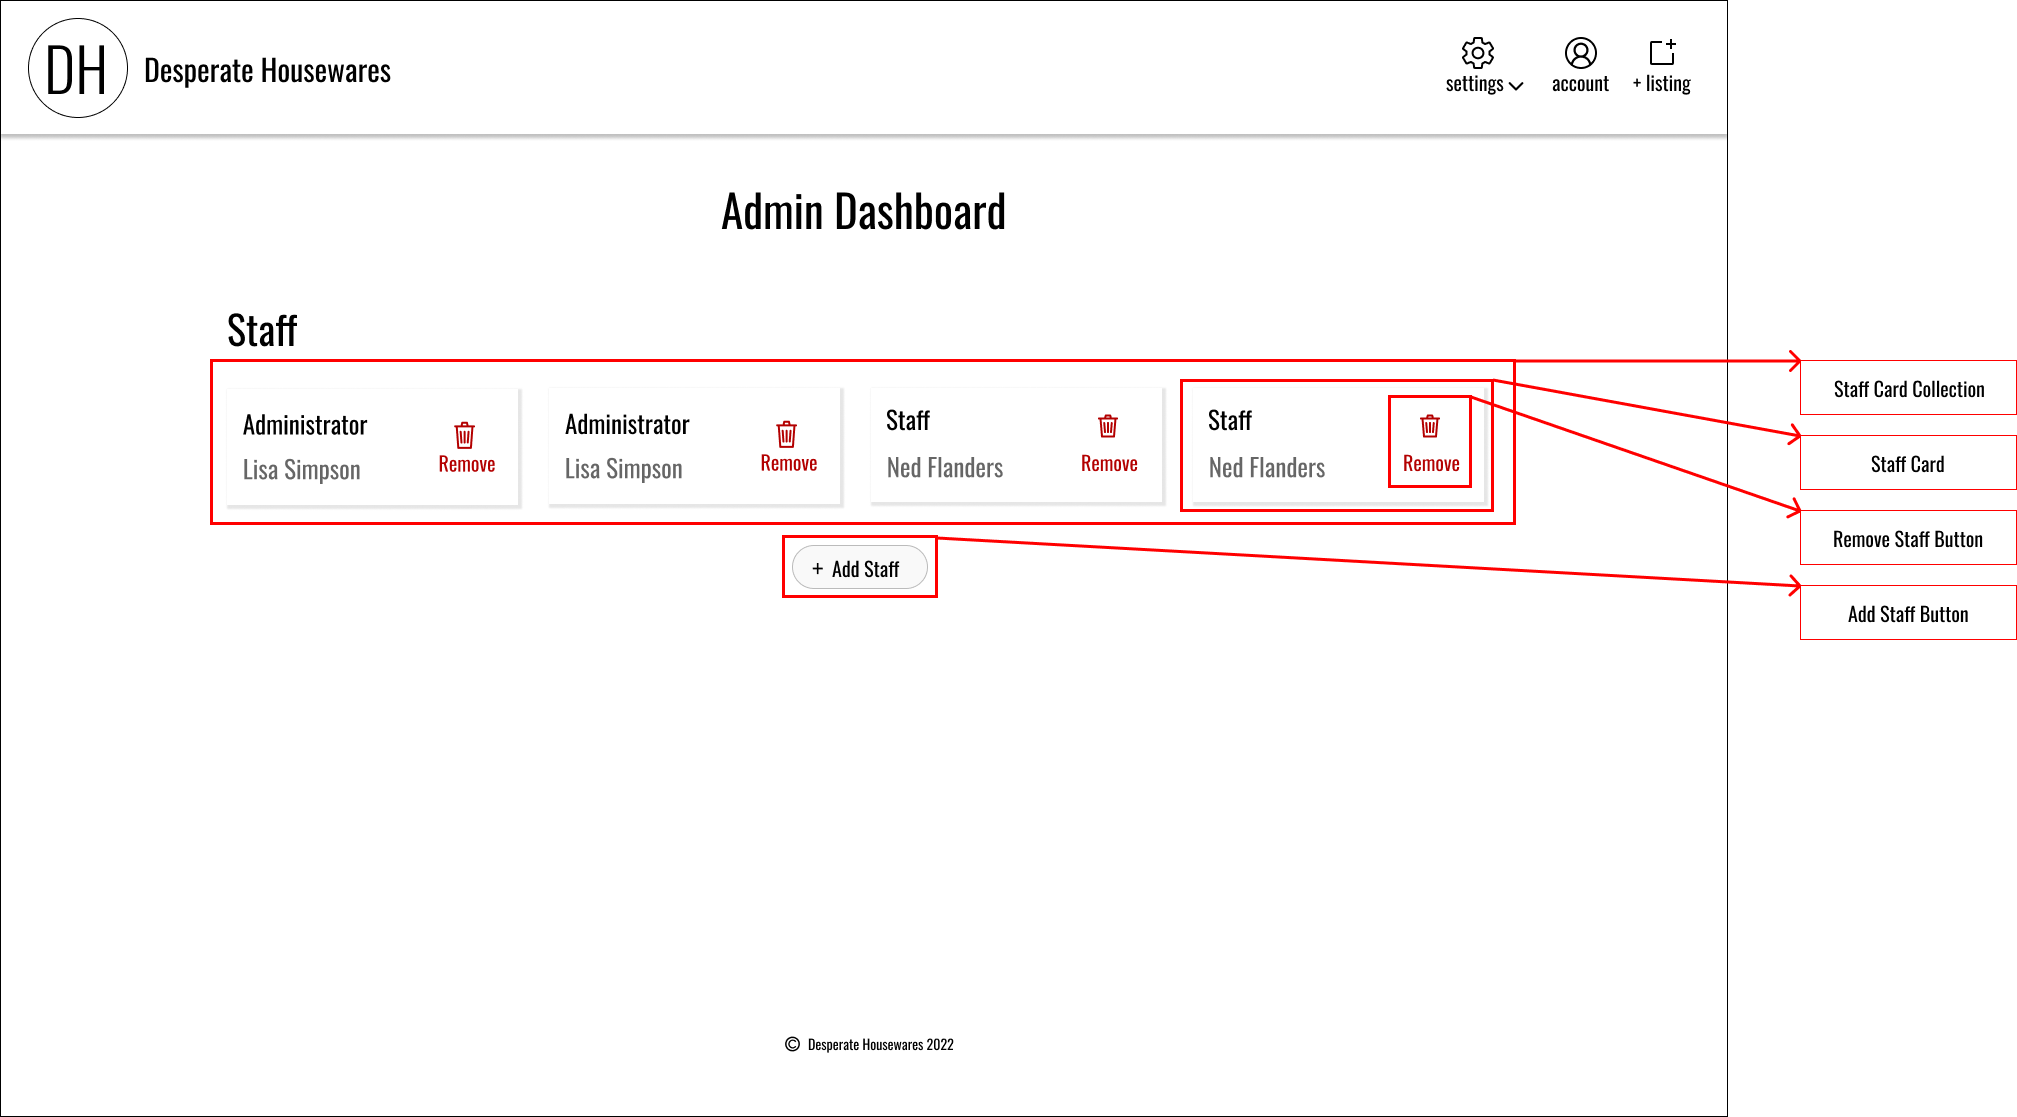 DH
Desperate Housewares
settings
account
+ listing
Admin Dashboard
Staff
Administrator
Lisa Simpson
Remove
Administrator
Lisa Simpson
Remove
Staff
Ned Flanders
Remove
Staff
Ned Flanders
Remove
+ Add Staff
Staff Card Collection
Staff Card
Remove Staff Button
Add Staff Button
© Desperate Housewares 2022